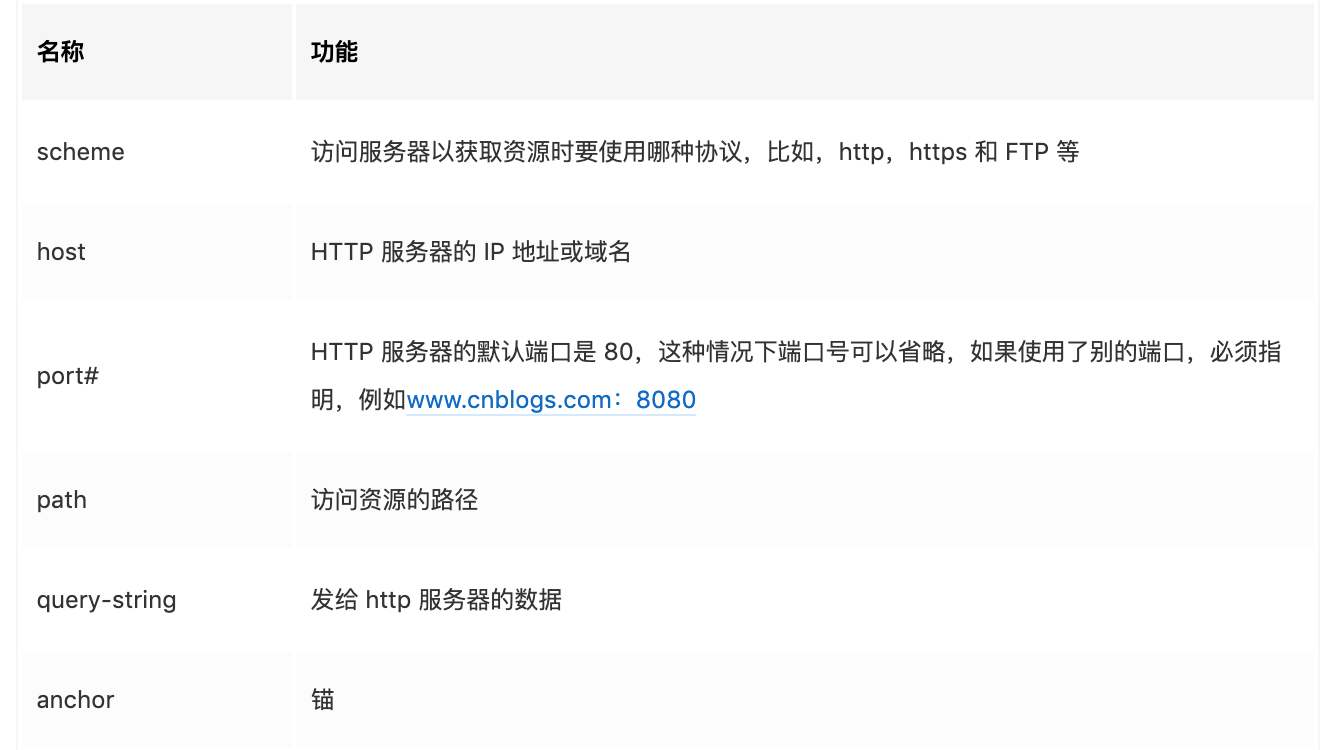 名称 功能
scheme 访问服务器以获取资源时要使用哪种协议，比如，http，https 和 FTP 等
host HTTP 服务器的 IP 地址或域名
port# HTTP 服务器的默认端口是 80，这种情况下端口号可以省略，如果使用了别的端口，必须指
明，例如www.cnblogs.com：8080
path 访问资源的路径
query-string 发给 http 服务器的数据
anchor 锚